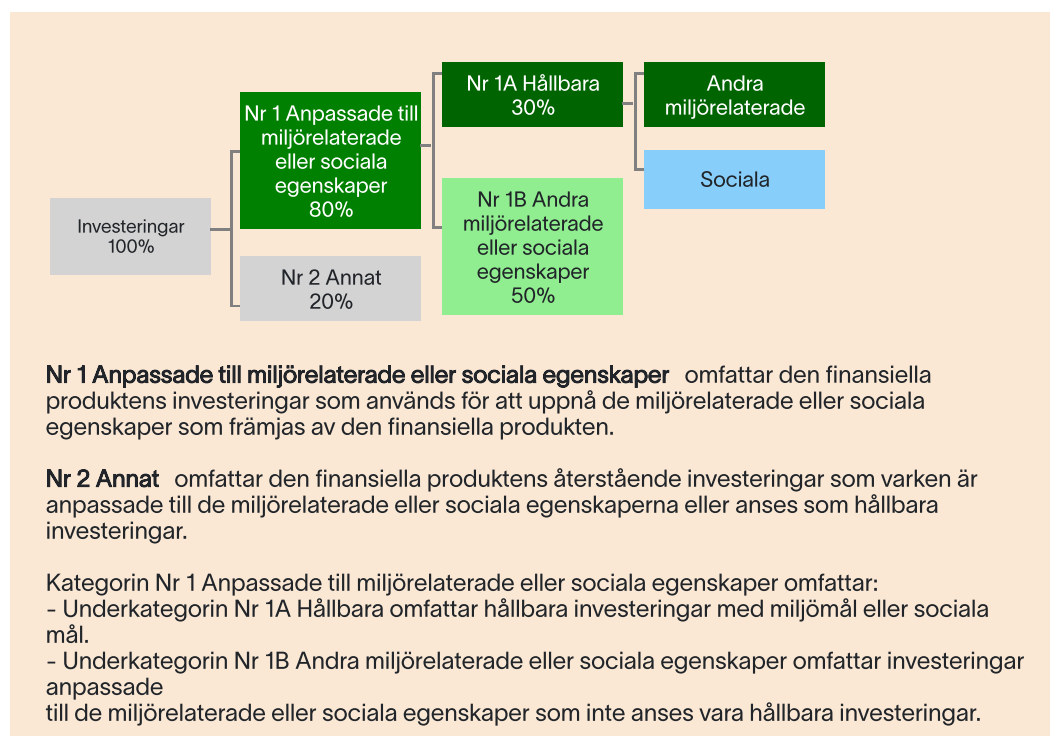 Investeringar
100%
Nr 1 Anpassade till
miljörelaterade
eller sociala
egenskaper
80%
Nr 2 Annat
20%
Nr 1A Hållbara
30%
Nr 1B Andra
miljörelaterade
eller sociala
egenskaper
50%
Andra
miljörelaterade
Sociala
Nr 1 Anpassade till miljörelaterade eller sociala egenskaper omfattar den finansiella
produktens investeringar som används för att uppnå de miljörelaterade eller sociala
egenskaper som främjas av den finansiella produkten.
Nr 2 Annat omfattar den finansiella produktens återstående investeringar som varken är
anpassade till de miljörelaterade eller sociala egenskaperna eller anses som hållbara
investeringar.
Kategorin Nr 1 Anpassade till miljörelaterade eller sociala egenskaper omfattar:
- Underkategorin Nr 1A Hållbara omfattar hållbara investeringar med miljömål eller sociala
mål.
- Underkategorin Nr 1B Andra miljörelaterade eller sociala egenskaper omfattar investeringar
anpassade
till de miljörelaterade eller sociala egenskaper som inte anses vara hållbara investeringar.